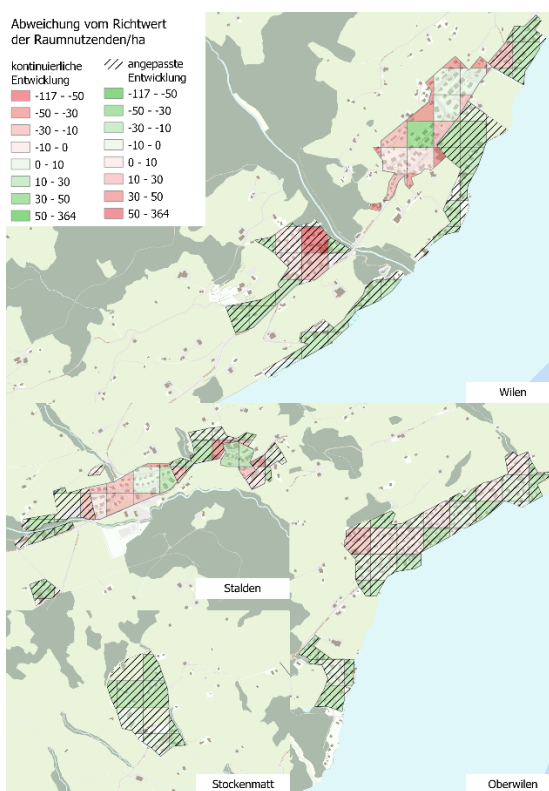 Abweichung vom Richtwert
der Raumnutzenden/ha
kontinuierliche
Entwicklung
-117 - -50
-50 - -30
-30 - -10
-10 - 0
0 - 10
10 - 30
30 - 50
50 - 364
angepasste
Entwicklung
-117 - -50
-50 - -30
-30 - -10
-10 - 0
0 - 10
10 - 30
30 - 50
50 - 364
Wilen
Stalden
Stockenmatt
Oberwilen